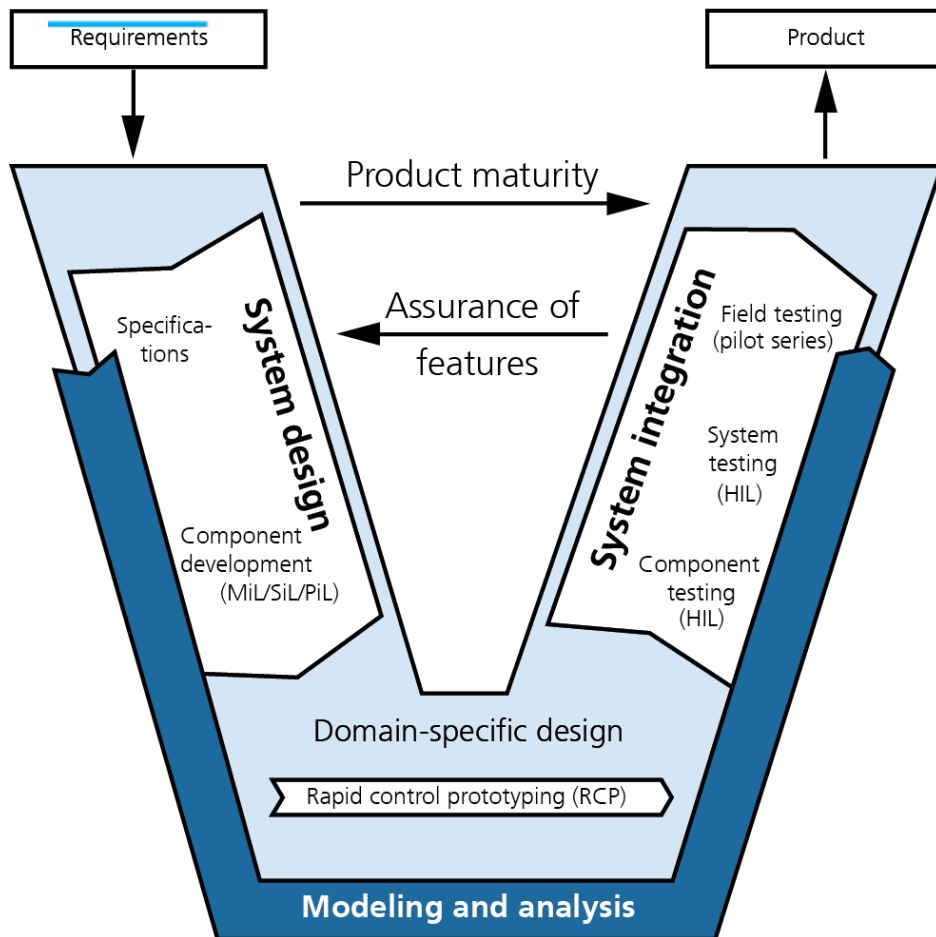 Requirements
Product
Product maturity
Assurance of
features
System design
Specifica-
tions
Component
development
(MiL/SiL/PiL)
System integration
Field testing
(pilot series)
System
testing
(HIL)
Component
testing
(HIL)
Domain-specific design
Rapid control prototyping (RCP)
Modeling and analysis